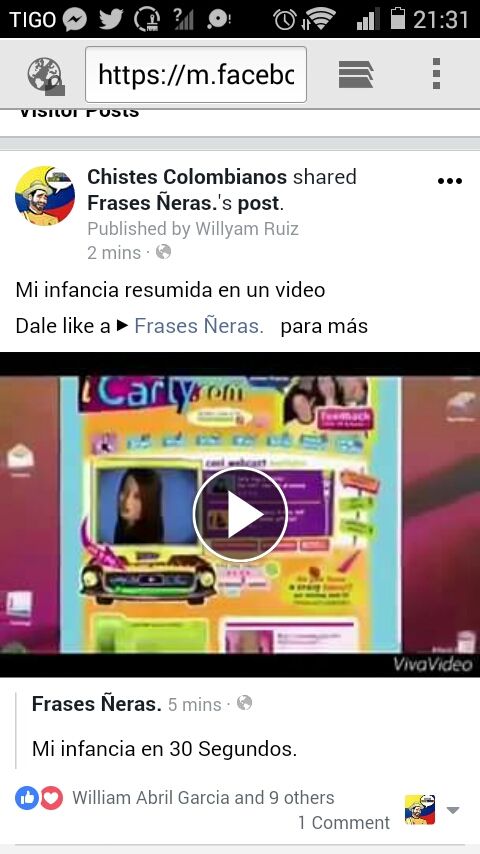 TIGO 21:31
https://m.facebo
Visitor Posts
Chistes Colombianos shared
Frases Ñeras.'s post.
Published by Willyam Ruiz
2 mins ·
Mi infancia resumida en un video
Dale like a ► Frases Ñeras. para más
iCarly.com
feedback
VivaVideo
Frases Ñeras. 5 mins ·
Mi infancia en 30 Segundos.
William Abril Garcia and 9 others
1 Comment